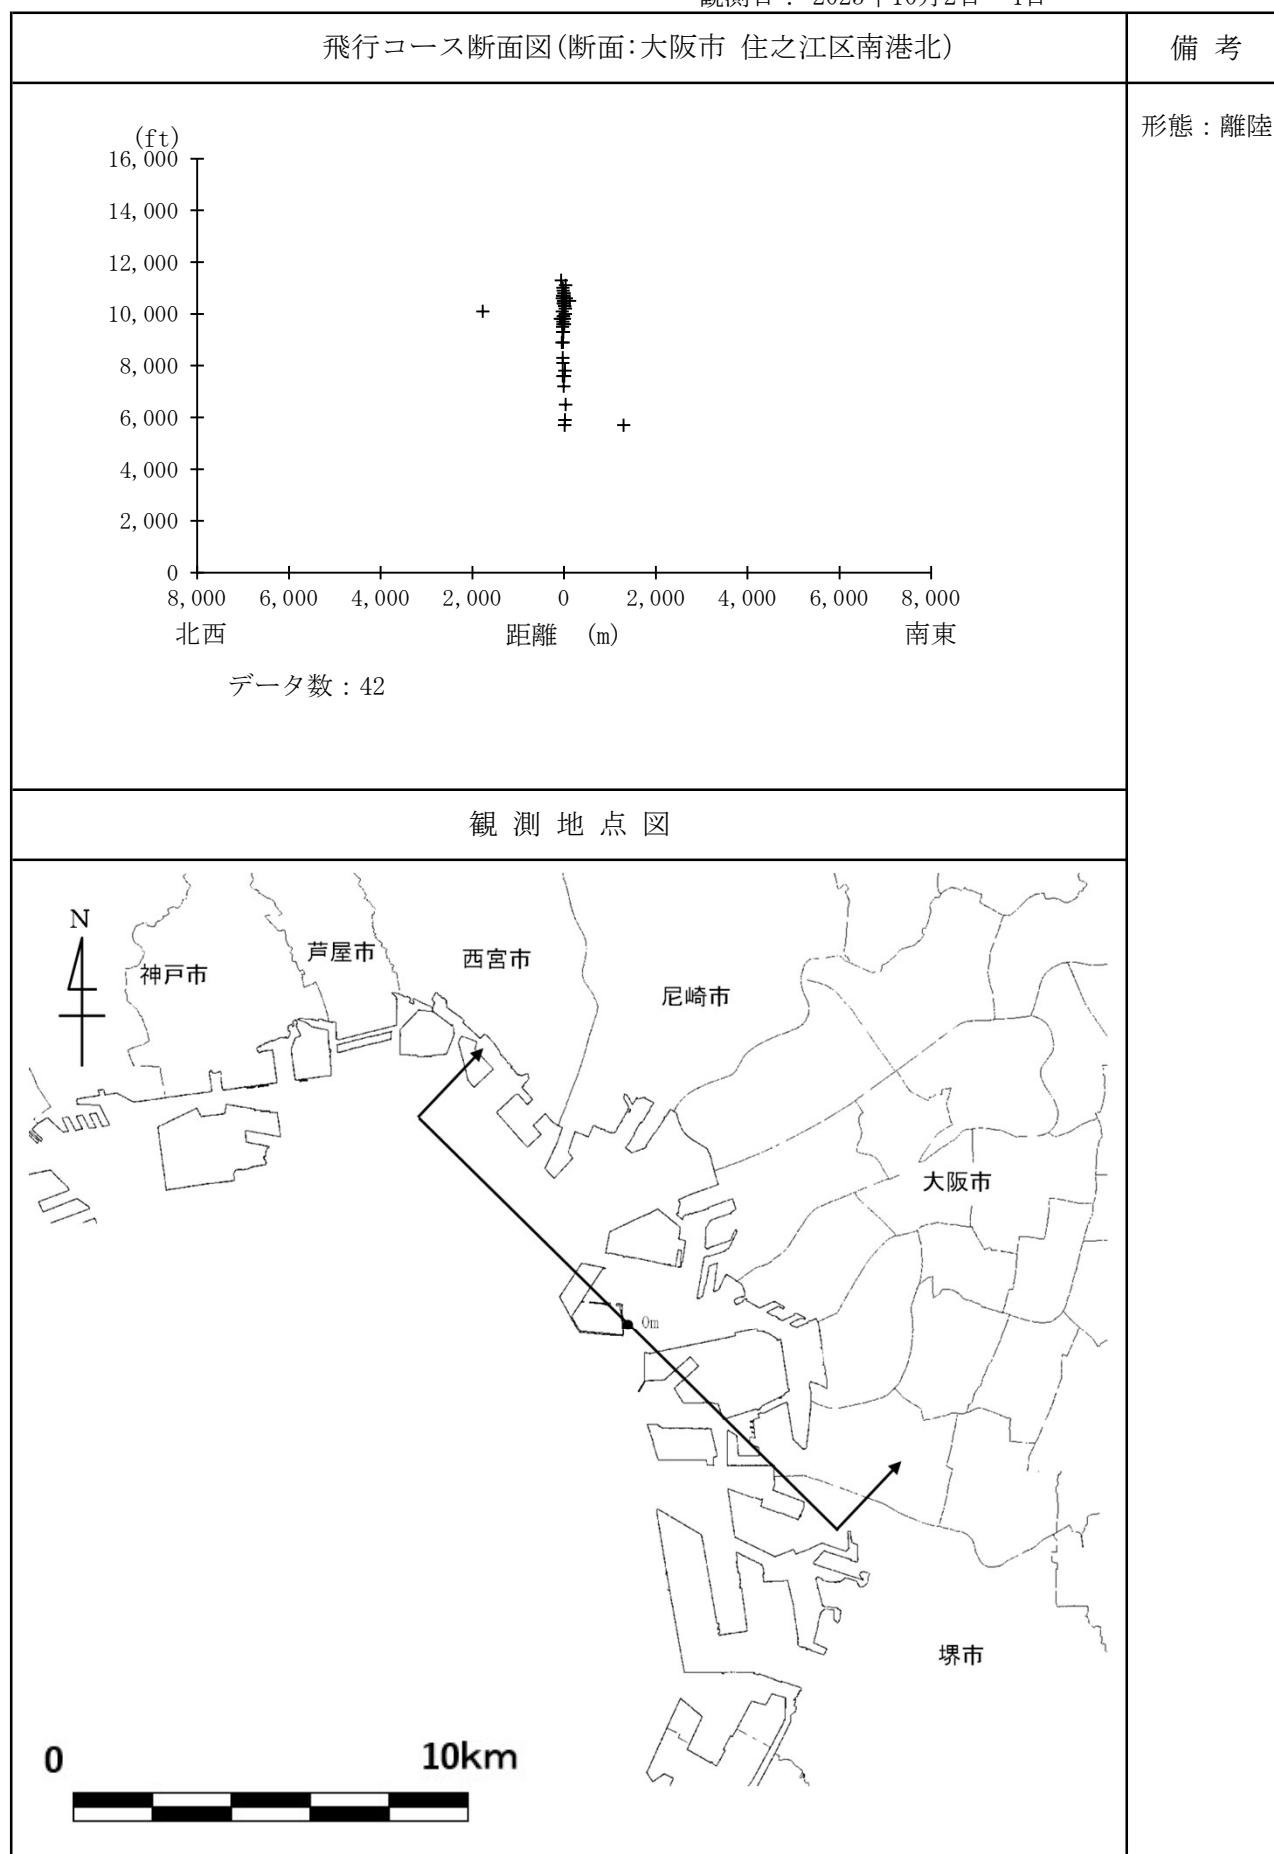 飛行コース断面図(断面:大阪市 住之江区南港北)
備 考
形態：離陸
(ft)
16,000
14,000
12,000
10,000
8,000
6,000
4,000
2,000
0
8,000 6,000 4,000 2,000 0 2,000 4,000 6,000 8,000
北西 距離 (m) 南東
データ数：42
観 測 地 点 図
N
神戸市
芦屋市
西宮市
尼崎市
大阪市
0m
堺市
0 10km